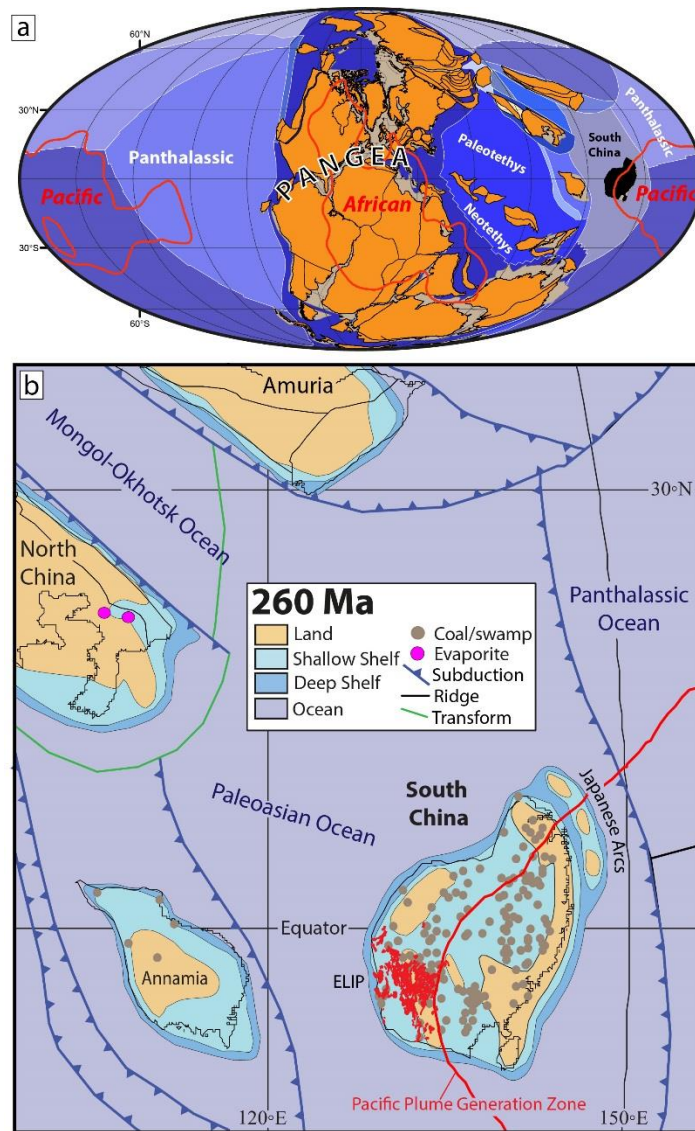 a
60°N
30°N
0°
30°S
60°S
Panthalassic
Pacific
PANGEA
African
Paleotethys
Neotethys
South
China
Panthalassic
Pacific
b
Amuria
Mongol-Okhotsk Ocean
30°N
North
China
260 Ma
Land
Shallow Shelf
Deep Shelf
Ocean
Coal/swamp
Evaporite
Subduction
Ridge
Transform
Panthalassic
Ocean
South
China
Japanese Arcs
Paleoasian Ocean
Equator
Annamia
ELIP
Pacific Plume Generation Zone
120°E
150°E